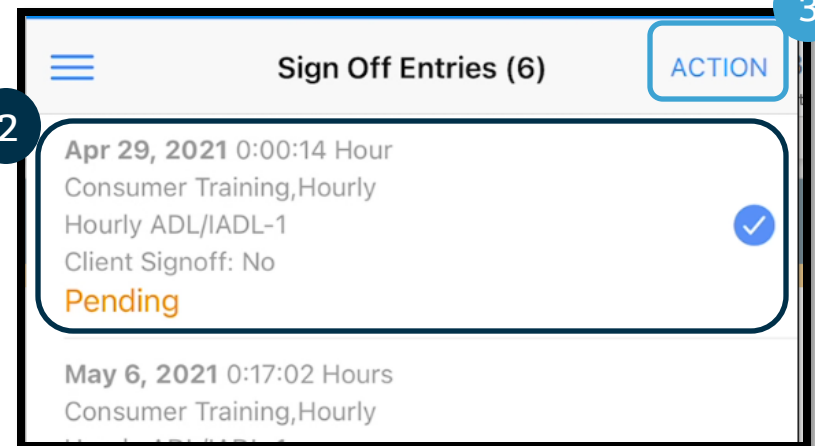 3
Sign Off Entries (6)
ACTION
2
Apr 29, 2021 0:00:14 Hour
Consumer Training,Hourly
Hourly ADL/IADL-1
Client Signoff: No
Pending
May 6, 2021 0:17:02 Hours
Consumer Training,Hourly